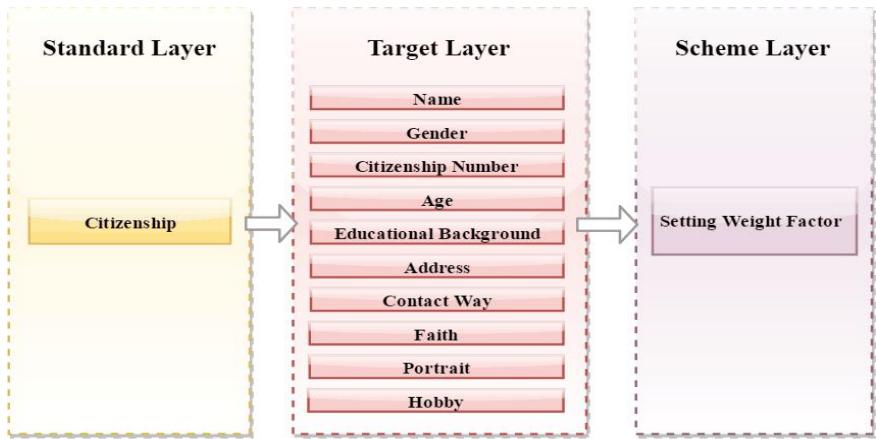 Standard Layer
Citizenship
Target Layer
Name
Gender
Citizenship Number
Age
Educational Background
Address
Contact Way
Faith
Portrait
Hobby
Scheme Layer
Setting Weight Factor